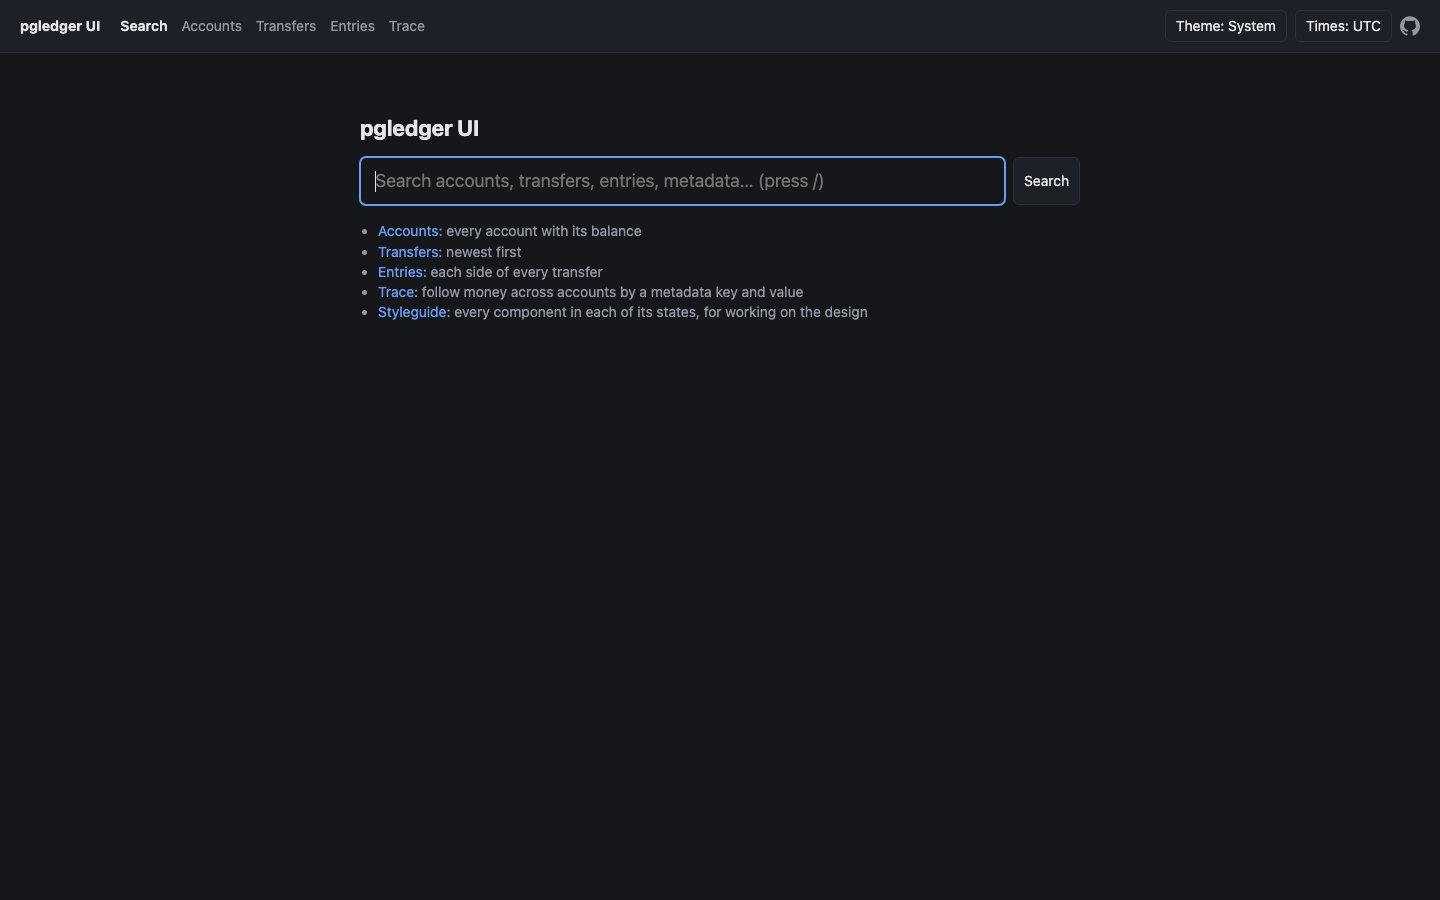 pgledger UI Search Accounts Transfers Entries Trace Theme: System Times: UTC
pgledger UI
Search accounts, transfers, entries, metadata... (press /) Search
Accounts: every account with its balance
Transfers: newest first
Entries: each side of every transfer
Trace: follow money across accounts by a metadata key and value
Styleguide: every component in each of its states, for working on the design